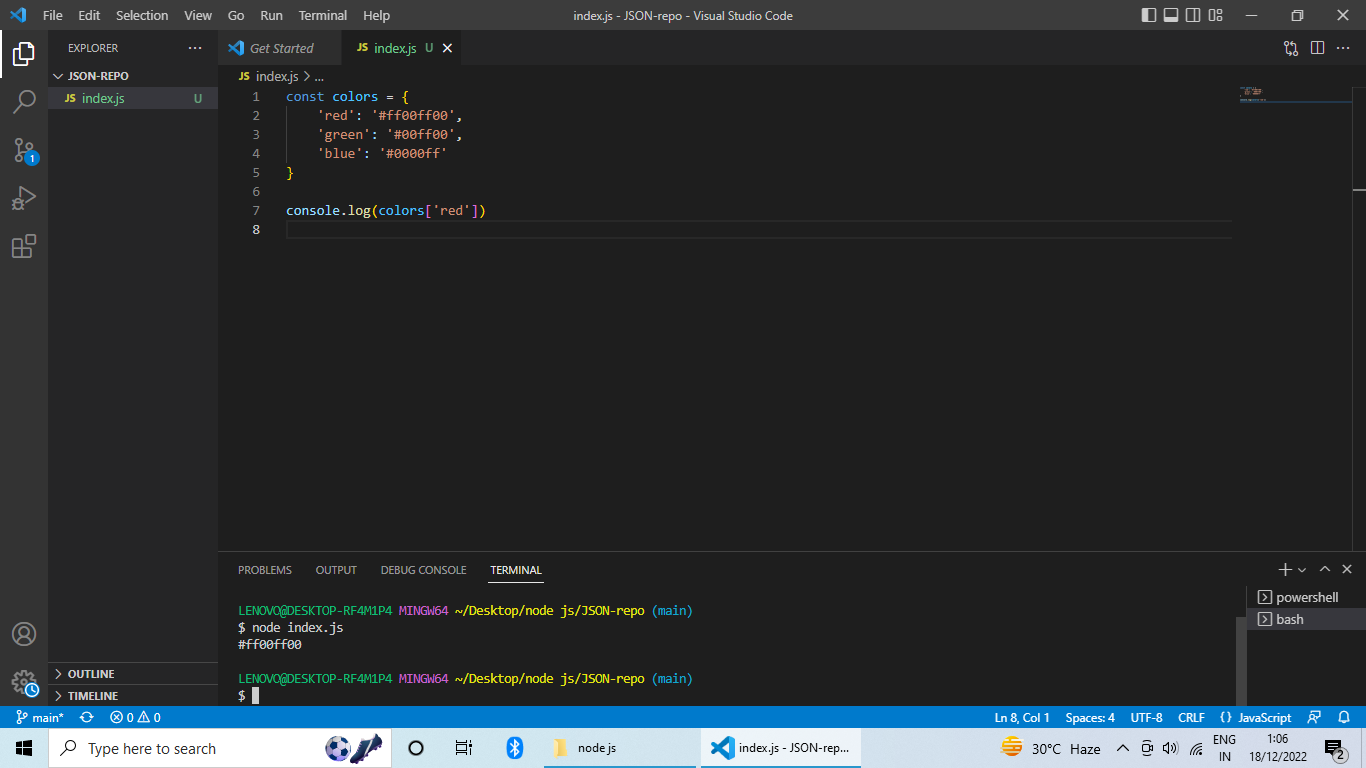 File Edit Selection View Go Run Terminal Help index.js - JSON-repo - Visual Studio Code
EXPLORER
JSON-REPO
JS index.js U
1
OUTLINE
TIMELINE
Get Started JS index.js U
JS index.js > ...
1 const colors = {
2 'red': '#ff00ff00',
3 'green': '#00ff00',
4 'blue': '#0000ff'
5 }
6
7 console.log(colors['red'])
8
PROBLEMS OUTPUT DEBUG CONSOLE TERMINAL
LENOVO@DESKTOP-RF4M1P4 MINGW64 ~/Desktop/node js/JSON-repo (main)
$ node index.js
#ff00ff00
LENOVO@DESKTOP-RF4M1P4 MINGW64 ~/Desktop/node js/JSON-repo (main)
$
powershell
bash
main* 0 0 Ln 8, Col 1 Spaces: 4 UTF-8 CRLF {} JavaScript
Type here to search node js index.js - JSON-rep... 30°C Haze ENG IN 1:06 18/12/2022 2